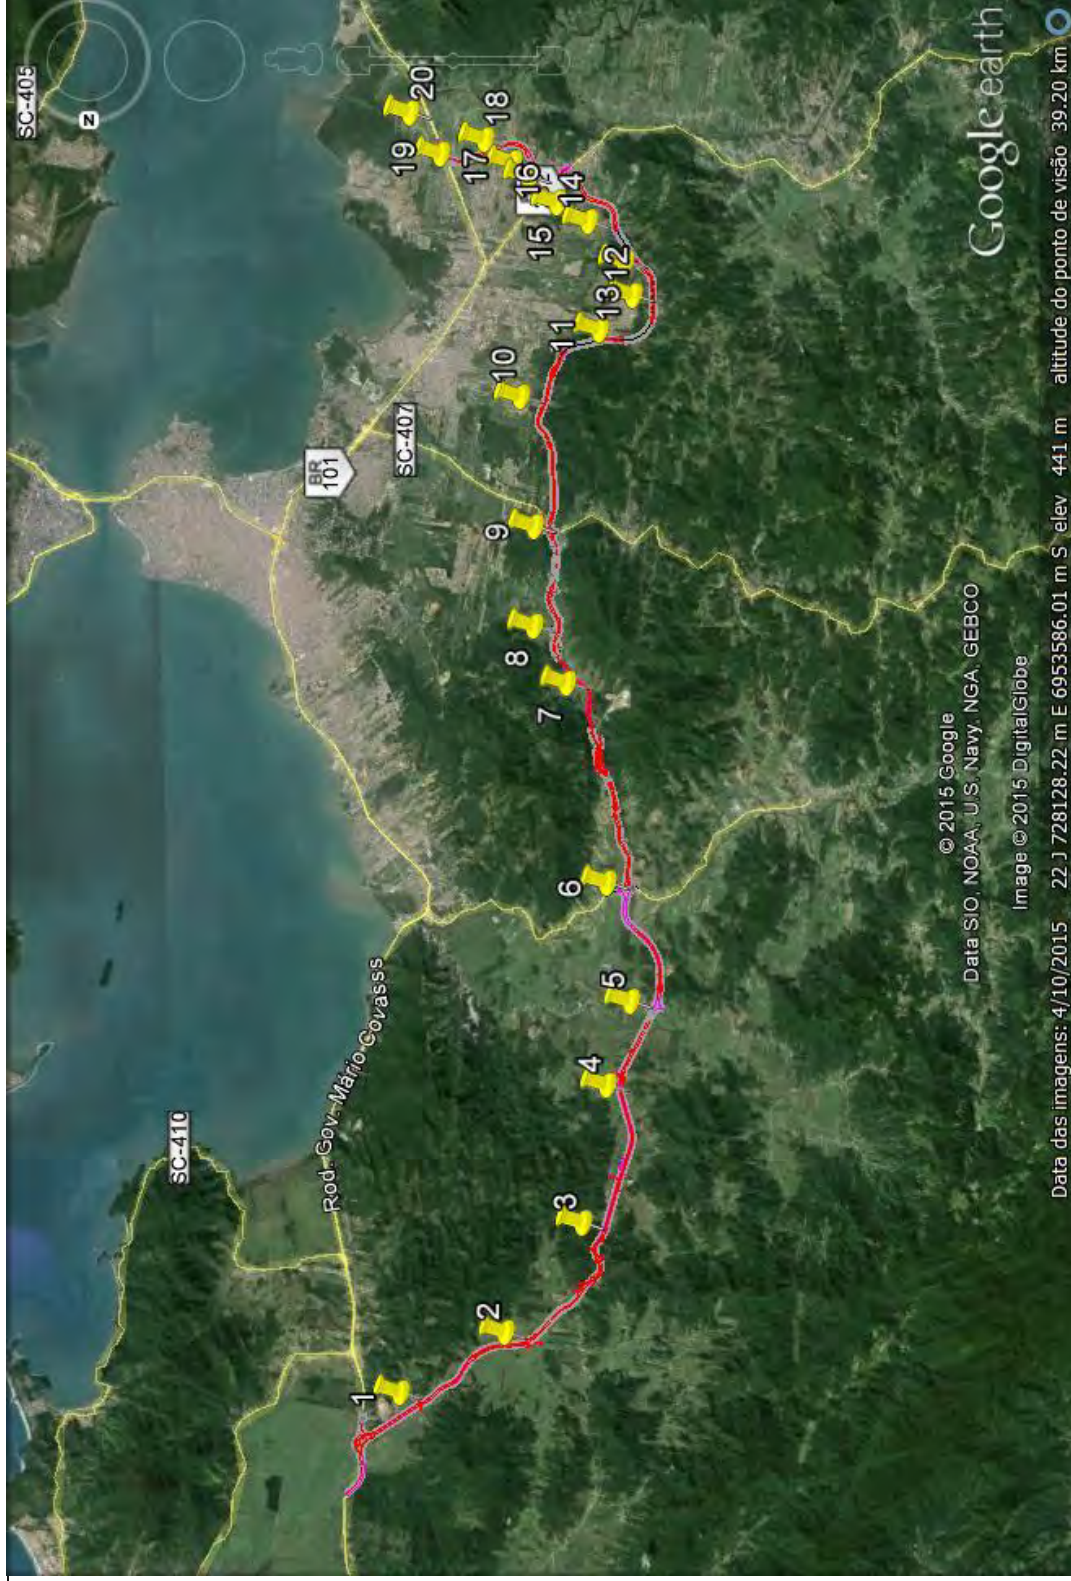 SC-405
N
20
19
18
17
16
14
15
12
13
11
10
BR
101
SC-407
9
8
7
6
5
4
3
2
1
SC-410
Rod. Gov. Mário Covasss
© 2015 Google
Data SIO, NOAA, U.S. Navy, NGA, GEBCO
Image © 2015 DigitalGlobe
Google earth
Data das imagens: 4/10/2015 22 J 728128.22 m E 6953586.01 m S elev 441 m altitude do ponto de visão 39.20 km